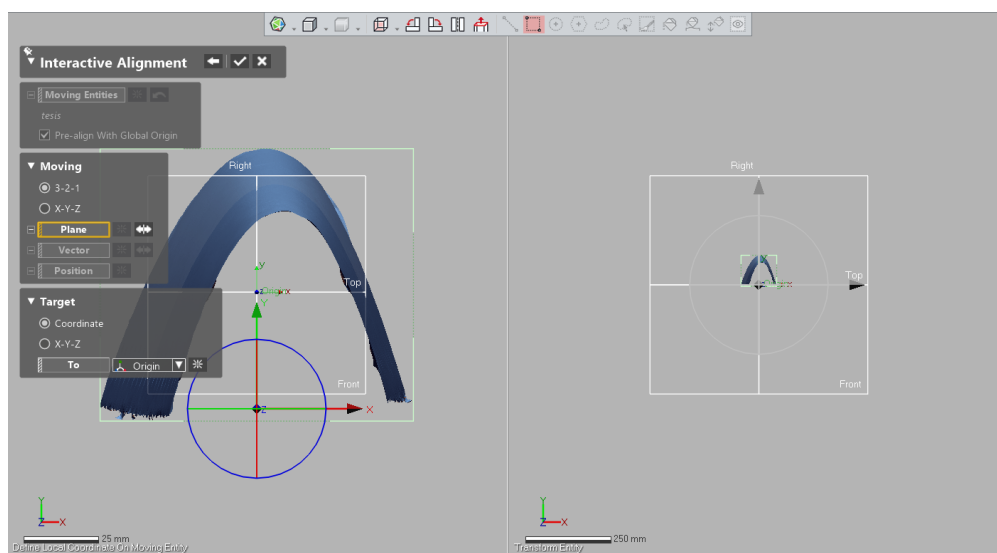 Interactive Alignment
Moving Entities
tesis
Pre-align With Global Origin
Moving
3-2-1
X-Y-Z
Plane
Vector
Position
Target
Coordinate
X-Y-Z
To
Origin
Right
Top
Front
Y
Origin
X
Y
Z
X
Y
Z
X
25 mm
Define Local Coordinate On Moving Entity
Right
Top
Origin
X
Front
Y
Z
X
250 mm
Transform Entity